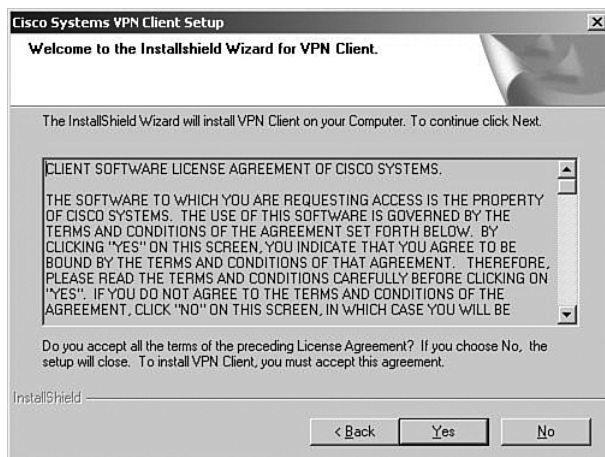 Cisco Systems VPN Client Setup
Welcome to the Installshield Wizard for VPN Client.
The InstallShield Wizard will install VPN Client on your Computer. To continue click Next.
CLIENT SOFTWARE LICENSE AGREEMENT OF CISCO SYSTEMS.
THE SOFTWARE TO WHICH YOU ARE REQUESTING ACCESS IS THE PROPERTY
OF CISCO SYSTEMS. THE USE OF THIS SOFTWARE IS GOVERNED BY THE
TERMS AND CONDITIONS OF THE AGREEMENT SET FORTH BELOW. BY
CLICKING "YES" ON THIS SCREEN, YOU INDICATE THAT YOU AGREE TO BE
BOUND BY THE TERMS AND CONDITIONS OF THAT AGREEMENT. THEREFORE,
PLEASE READ THE TERMS AND CONDITIONS CAREFULLY BEFORE CLICKING ON
"YES". IF YOU DO NOT AGREE TO THE TERMS AND CONDITIONS OF THE
AGREEMENT, CLICK "NO" ON THIS SCREEN, IN WHICH CASE YOU WILL BE
Do you accept all the terms of the preceding License Agreement? If you choose No, the
setup will close. To install VPN Client, you must accept this agreement.
InstallShield
< Back
Yes
No